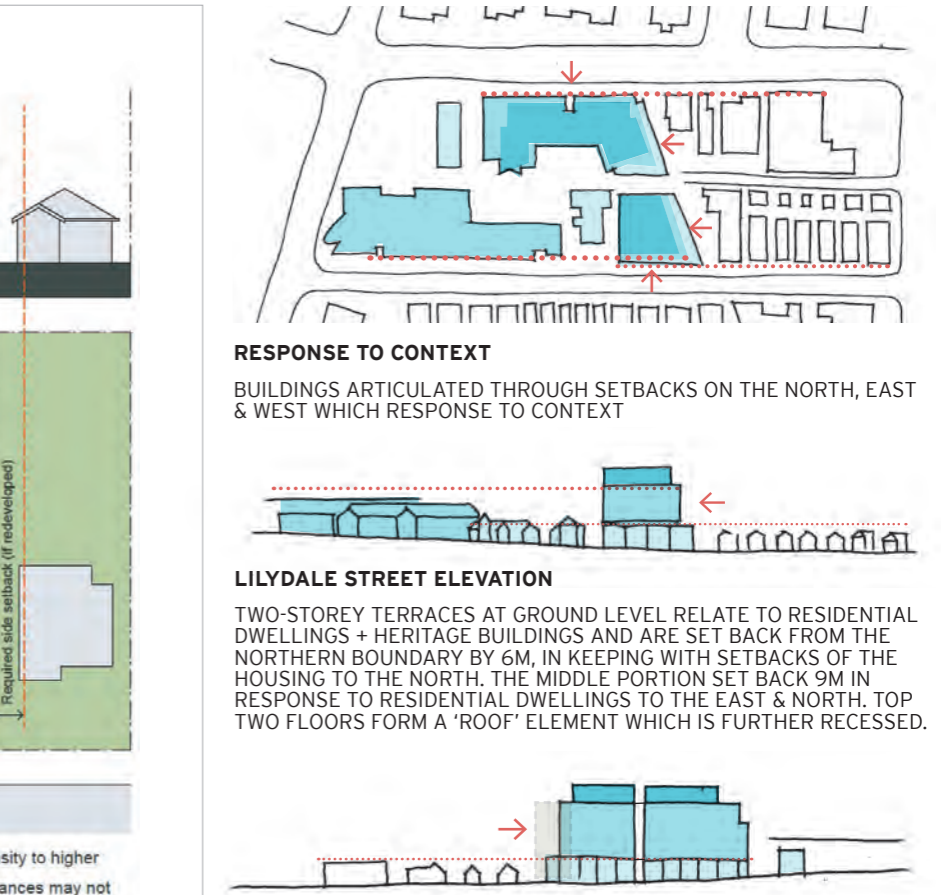 Required side setback (if redeveloped)
sity to higher
ances may not
RESPONSE TO CONTEXT
BUILDINGS ARTICULATED THROUGH SETBACKS ON THE NORTH, EAST
& WEST WHICH RESPONSE TO CONTEXT
LILYDALE STREET ELEVATION
TWO-STOREY TERRACES AT GROUND LEVEL RELATE TO RESIDENTIAL
DWELLINGS + HERITAGE BUILDINGS AND ARE SET BACK FROM THE
NORTHERN BOUNDARY BY 6M, IN KEEPING WITH SETBACKS OF THE
HOUSING TO THE NORTH. THE MIDDLE PORTION SET BACK 9M IN
RESPONSE TO RESIDENTIAL DWELLINGS TO THE EAST & NORTH. TOP
TWO FLOORS FORM A ‘ROOF’ ELEMENT WHICH IS FURTHER RECESSED.